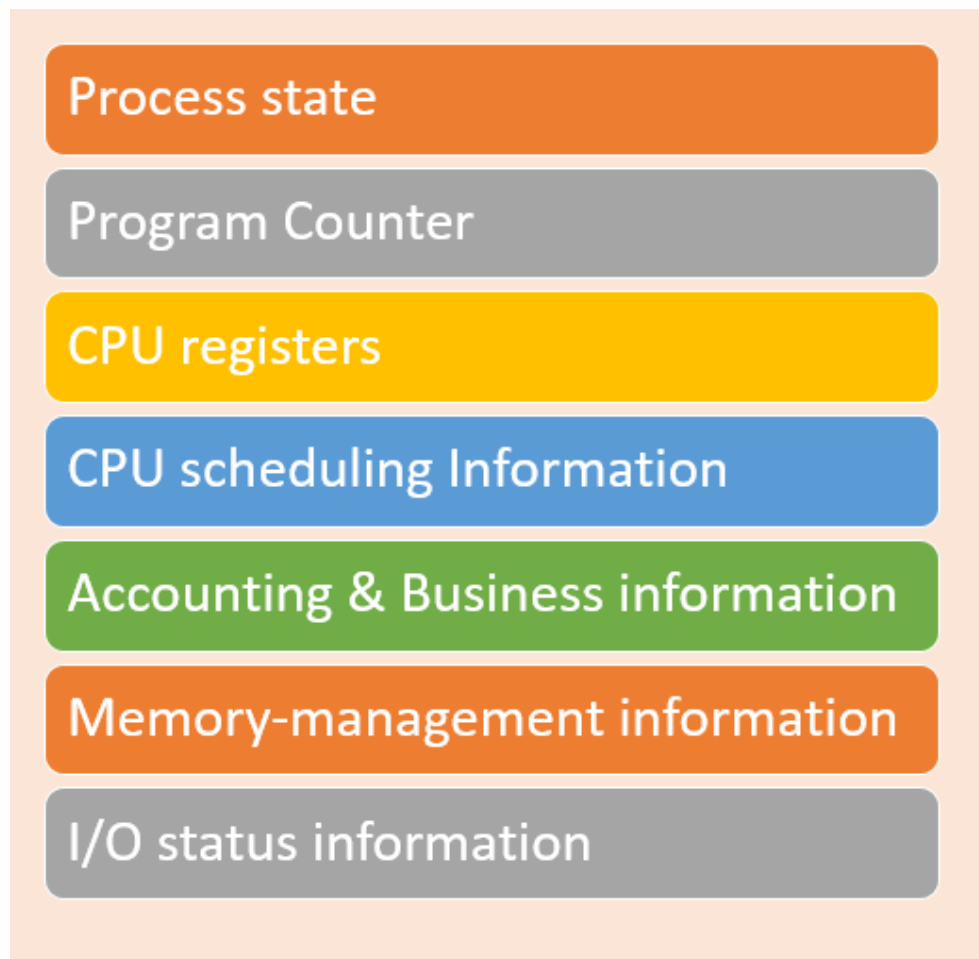 Process state
Program Counter
CPU registers
CPU scheduling Information
Accounting & Business information
Memory-management information
I/O status information